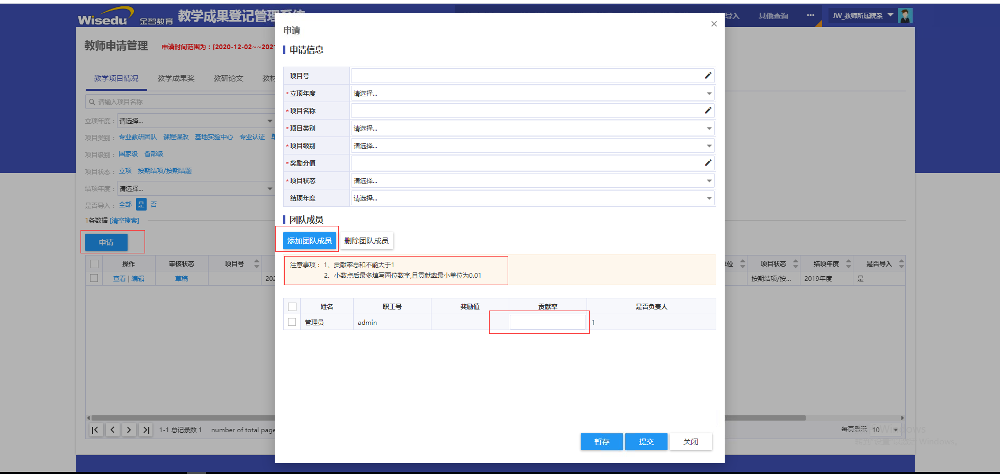 Wisedu 金智教育 教学成果登记管理系统
导入 其他查询 ··· JW_教师所属院系
教师申请管理 申请时间范围为：[2020-12-02~~2021
教学项目情况 教学成果奖 教研论文 教材
请输入项目名称
立项年度： 请选择...
项目类别： 专业教研团队 课程课改 基地实验中心 专业认证
项目级别： 国家级 省部级
项目状态： 立项 按期结项/按期结题
结项年度： 请选择...
是否导入： 全部 是 否
1条数据 [清空搜索]
申请
操作 审核状态 项目号
查看 | 编辑 草稿 202
位 项目状态 结项年度 是否导入
按期结项/按... 2019年度 是
1-1 总记录数 1 number of total page
每页显示 10
申请
申请信息
项目号
*立项年度 请选择...
*项目名称
*项目类别 请选择...
*项目级别 请选择...
*奖励分值
*项目状态 请选择...
结项年度 请选择...
团队成员
添加团队成员 删除团队成员
注意事项： 1、贡献率总和不能大于1
2、小数点后最多填写两位数字,且贡献率最小单位为0.01
姓名 职工号 奖励值 贡献率 是否负责人
管理员 admin 1
暂存 提交 关闭
Windows
Windows。